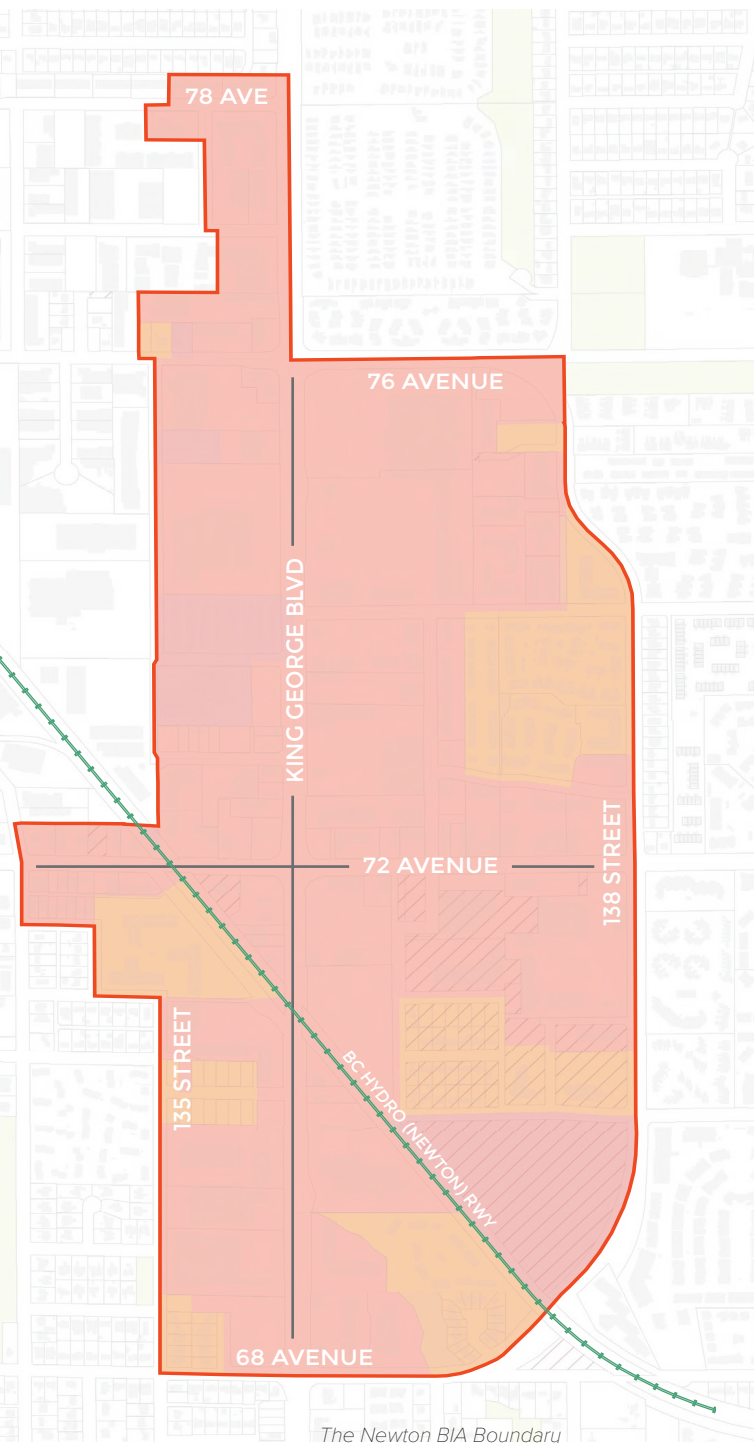 78 AVE
76 AVENUE
KING GEORGE BLVD
72 AVENUE
138 STREET
135 STREET
BC HYDRO (NEWTON) RWY
68 AVENUE
The Newton BIA Boundary